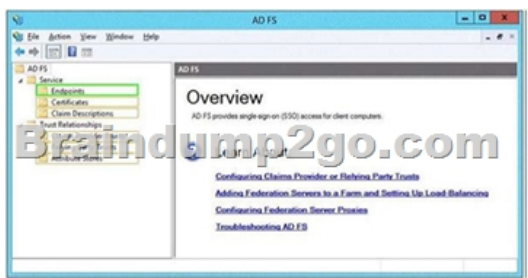 AD FS
File Action View Window Help
AD FS
Service
Endpoints
Certificates
Claim Descriptions
Trust Relationships
Attribute Stores
AD FS
Overview
AD FS provides single-sign-on (SSO) access for client computers.
Learn About
Configuring Claims Provider or Relying Party Trusts
Adding Federation Servers to a Farm and Setting Up Load-Balancing
Configuring Federation Server Proxies
Troubleshooting AD FS
Braindump2go.com